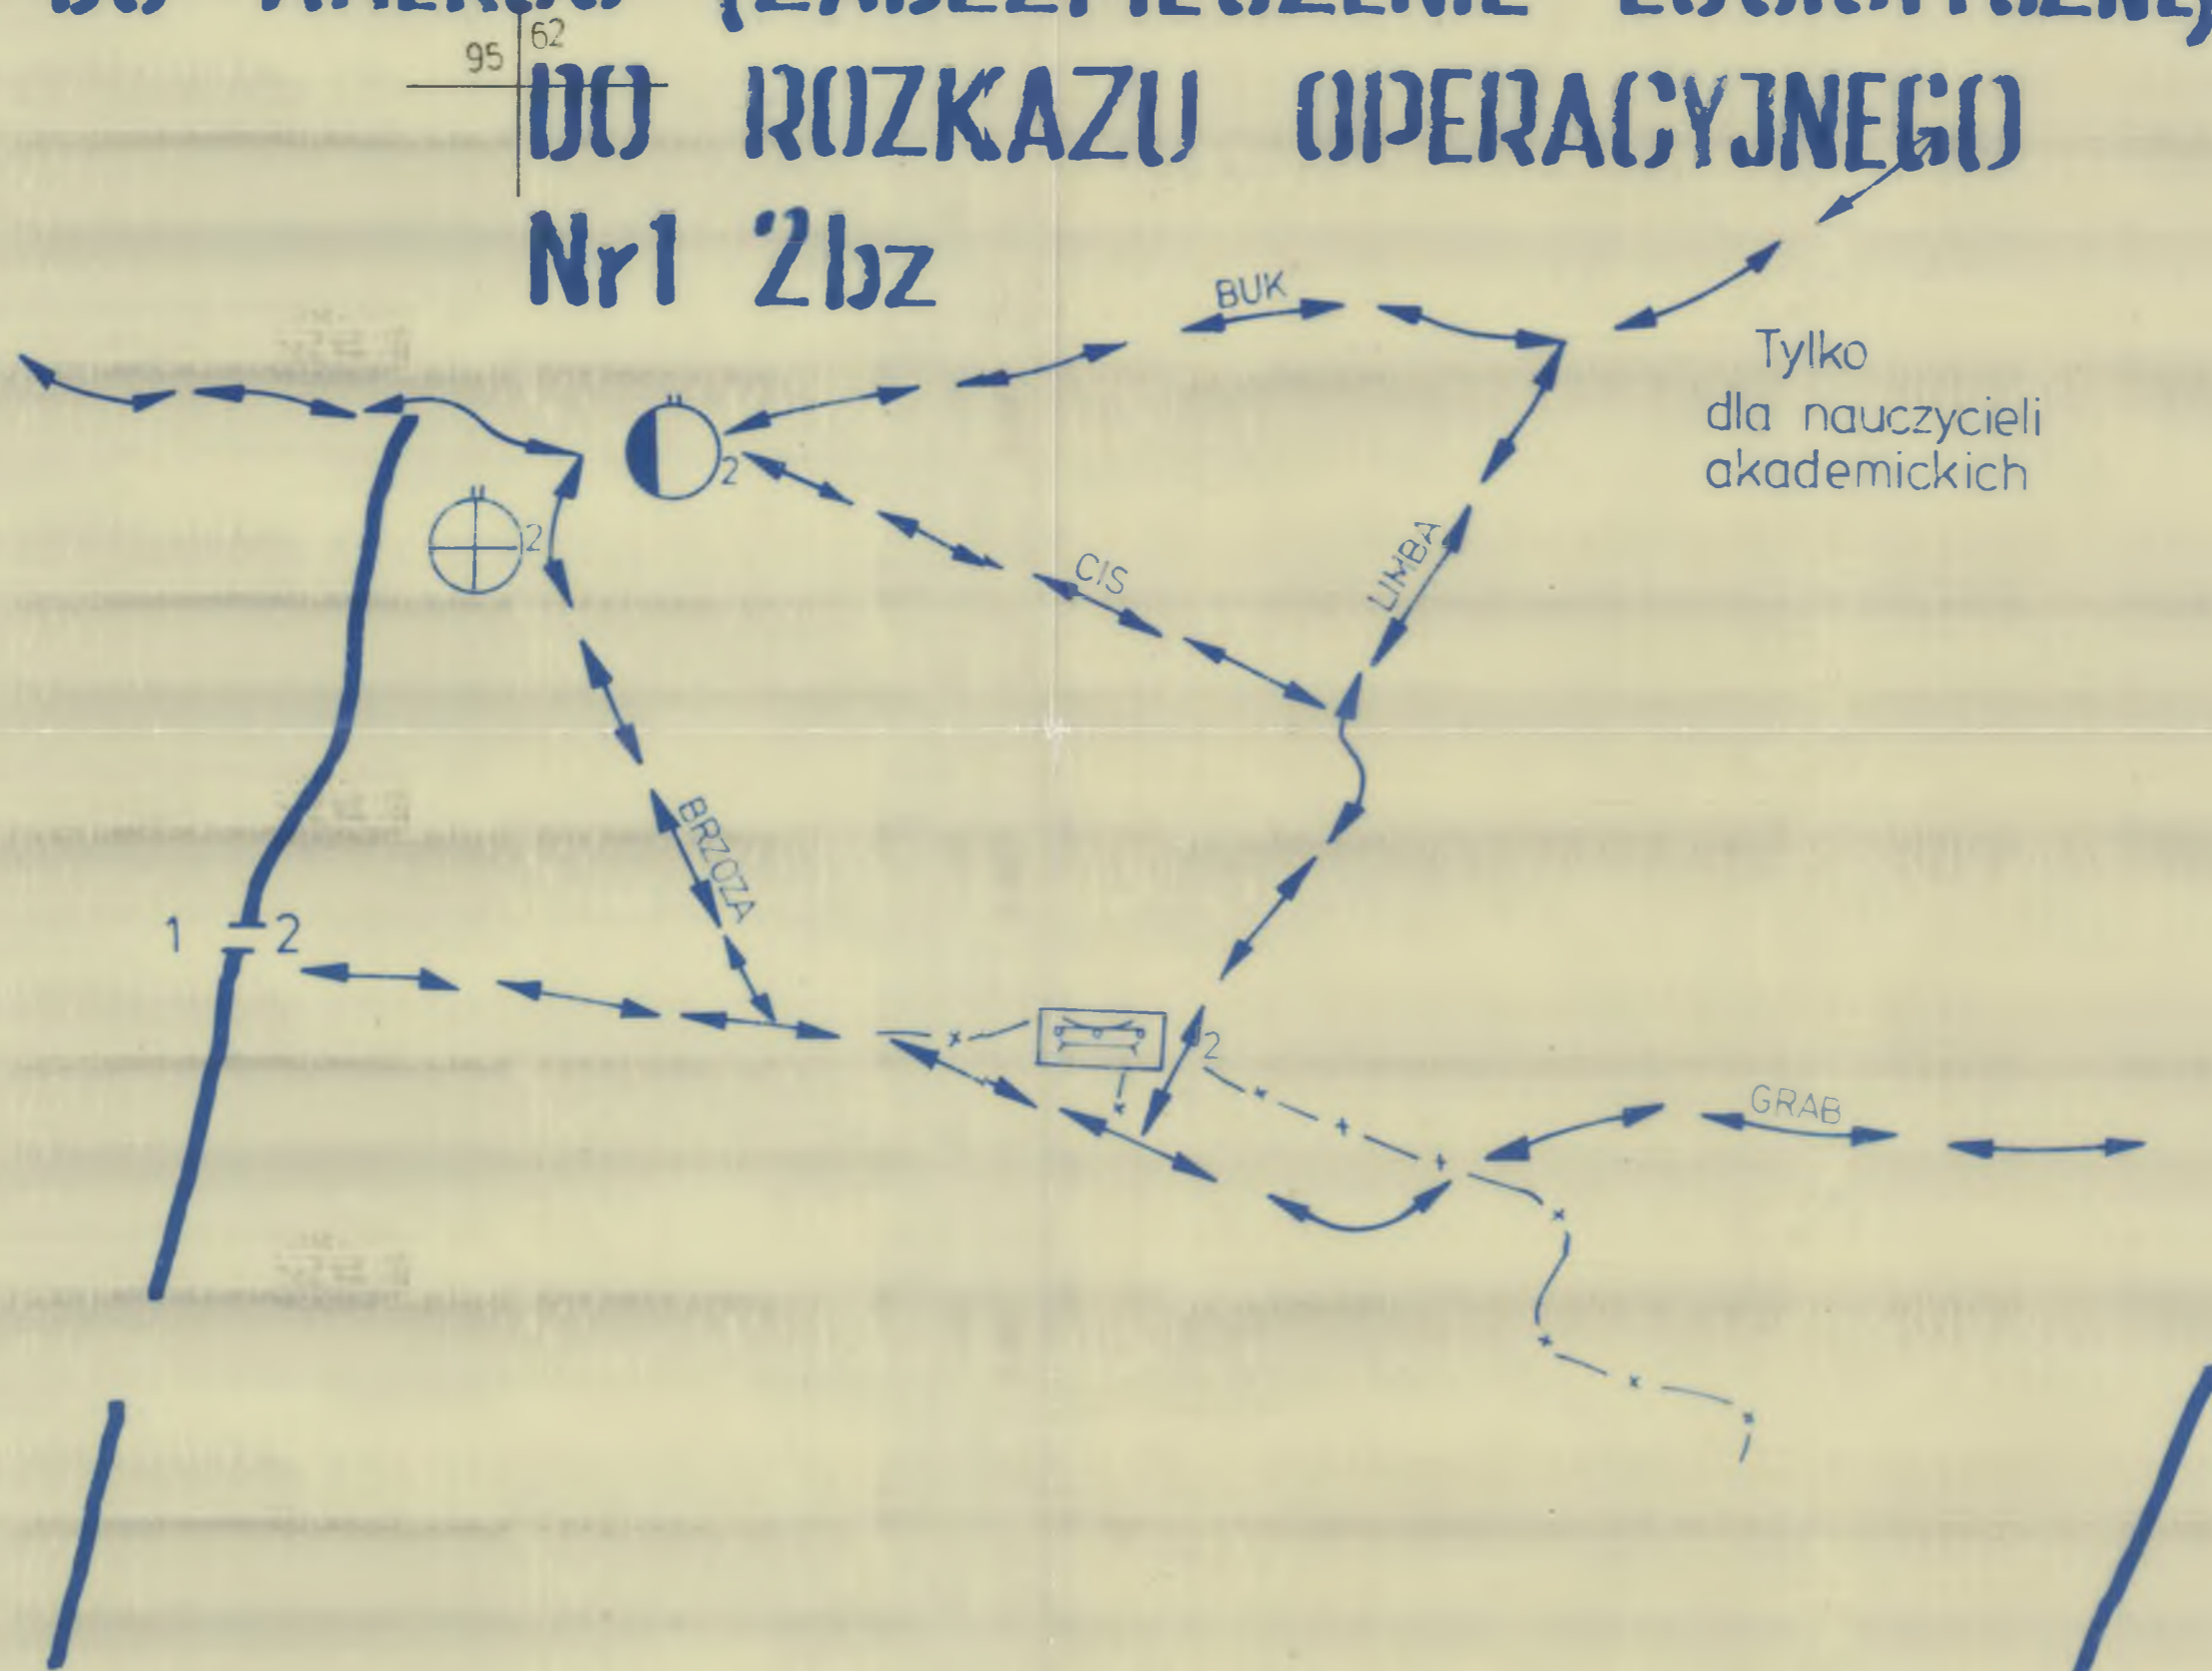 62
95
DO ROZKAZU OPERACYJNEGO
Nr1 2bz
BUK
Tylko
dla nauczycieli
akademickich
2
2
CIS
LIMBA
BRZOZA
1 2
2
GRAB